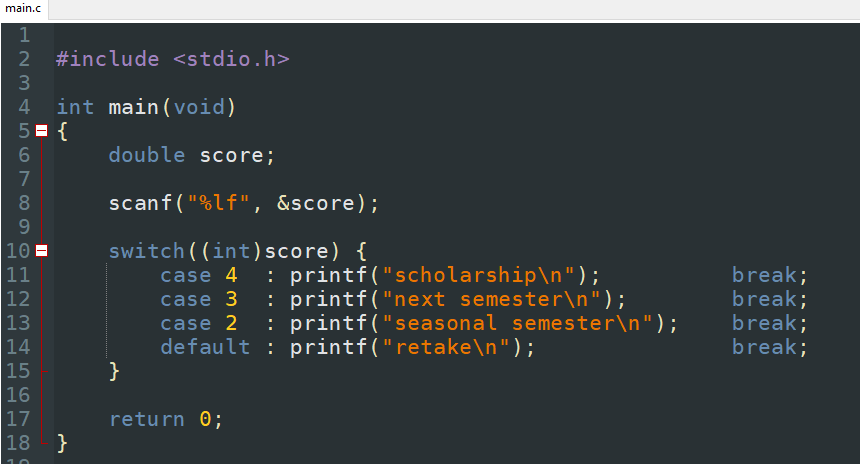 main.c
1
2 #include <stdio.h>
3
4 int main(void)
5 {
6     double score;
7
8     scanf("%lf", &score);
9
10     switch((int)score) {
11         case 4  : printf("scholarship\n");          break;
12         case 3  : printf("next semester\n");        break;
13         case 2  : printf("seasonal semester\n");    break;
14         default : printf("retake\n");               break;
15     }
16
17     return 0;
18 }